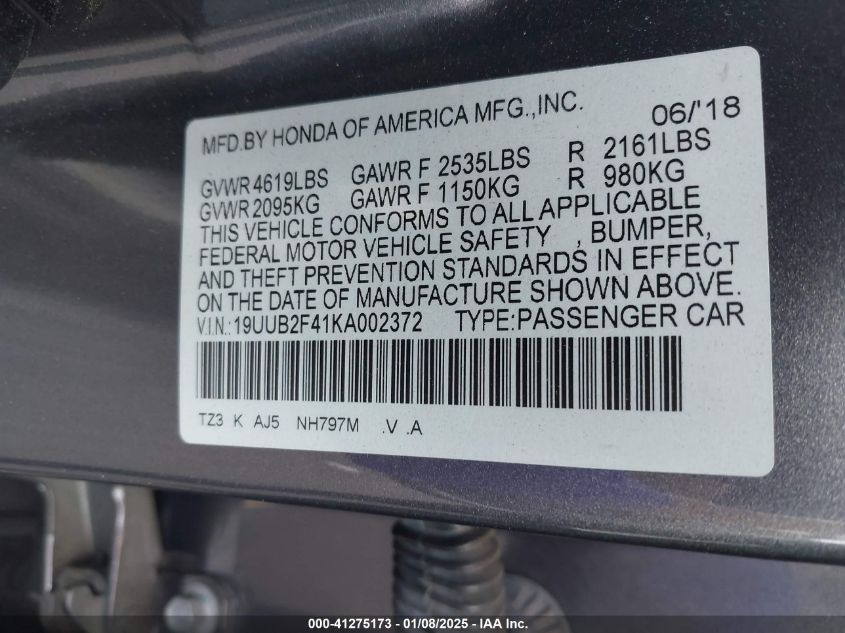 MFD.BY HONDA OF AMERICA MFG.,INC. 06/'18
GVWR 4619LBS GAWR F 2535LBS R 2161LBS
GVWR 2095KG GAWR F 1150KG R 980KG
THIS VEHICLE CONFORMS TO ALL APPLICABLE
FEDERAL MOTOR VEHICLE SAFETY , BUMPER,
AND THEFT PREVENTION STANDARDS IN EFFECT
ON THE DATE OF MANUFACTURE SHOWN ABOVE.
V.I.N.:19UUB2F41KA002372 TYPE:PASSENGER CAR
TZ3 K AJ5 NH797M .V .A
000-41275173 - 01/08/2025 - IAA Inc.